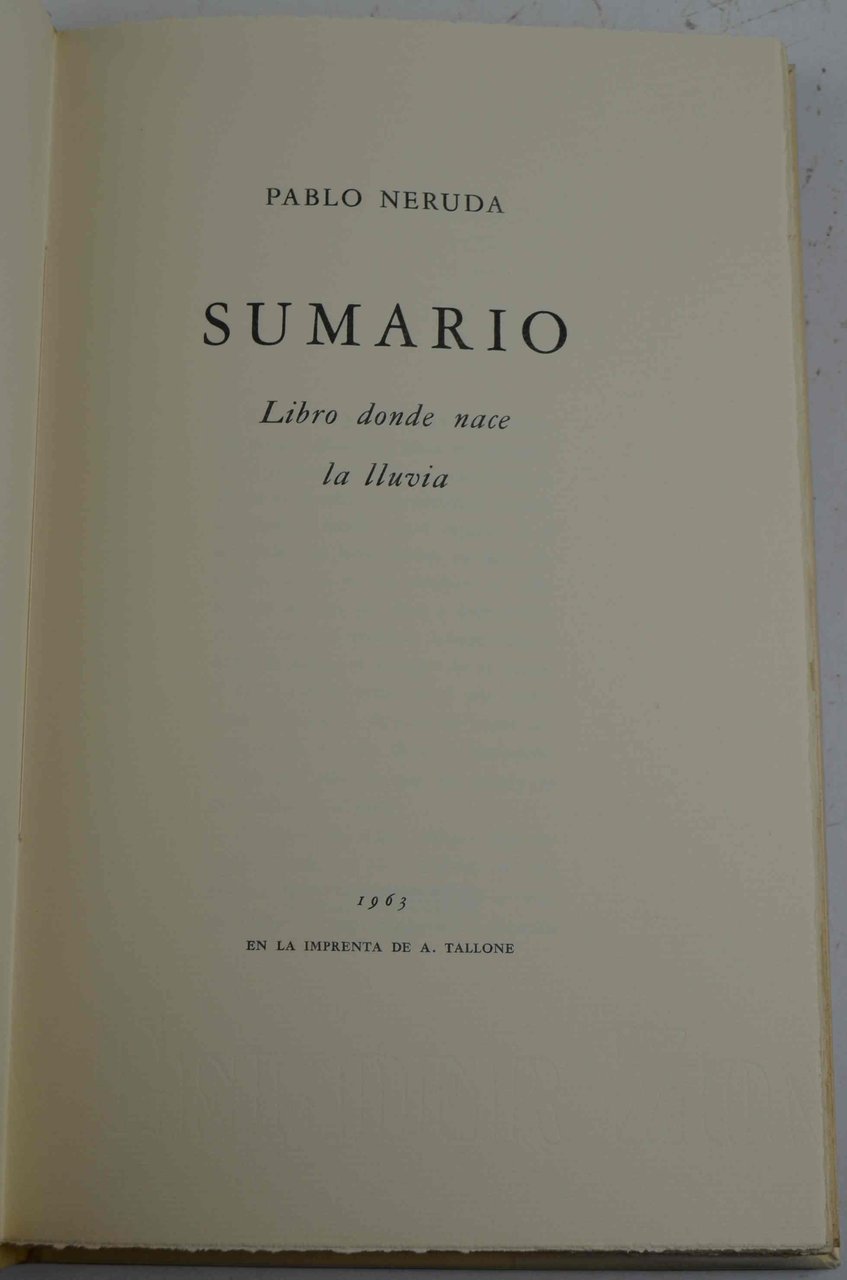 PABLO NERUDA
SUMARIO
Libro donde nace
la lluvia
1963
EN LA IMPRENTA DE A. TALLONE